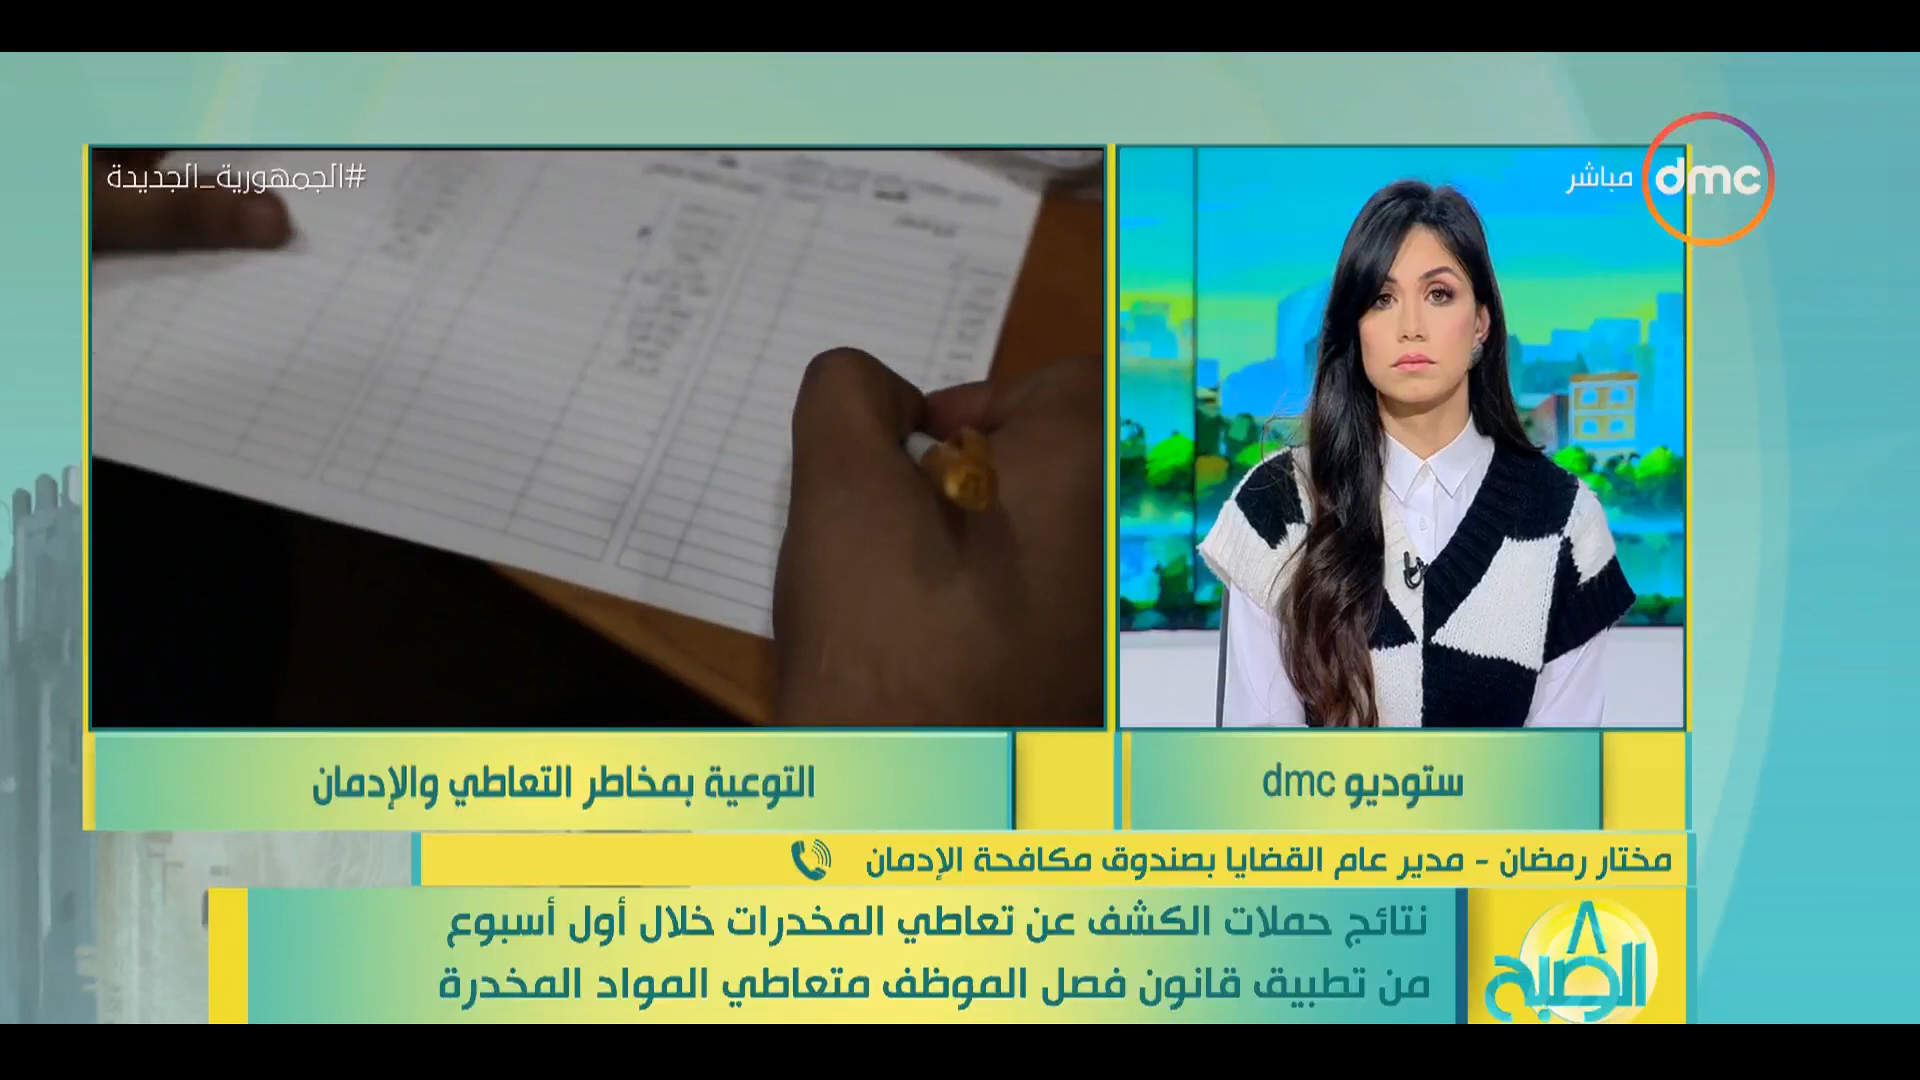 #الجمهورية_الجديدة
مباشر
dmc
التوعية بمخاطر التعاطي والإدمان
ستوديو dmc
مختار رمضان - مدير عام القضايا بصندوق مكافحة الإدمان
نتائج حملات الكشف عن تعاطي المخدرات خلال أول أسبوع
من تطبيق قانون فصل الموظف متعاطي المواد المخدرة
٨
الصبح